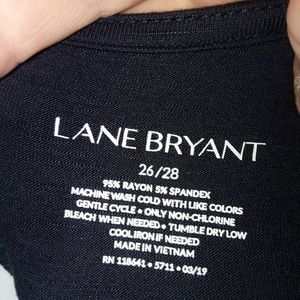 LANE BRYANT
26/28
95% RAYON 5% SPANDEX
MACHINE WASH COLD WITH LIKE COLORS
GENTLE CYCLE • ONLY NON-CHLORINE
BLEACH WHEN NEEDED • TUMBLE DRY LOW
COOL IRON IF NEEDED
MADE IN VIETNAM
RN 118641 • 5711 • 03/19